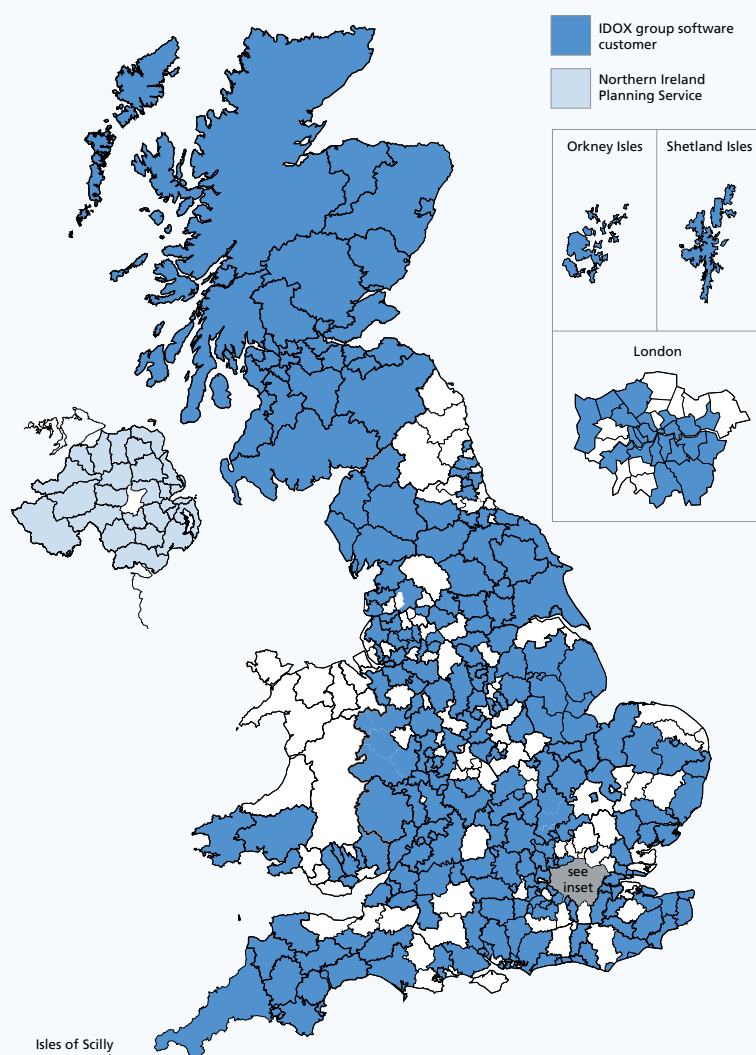 IDOX group software
customer
Northern Ireland
Planning Service
Orkney Isles
Shetland Isles
London
see
inset
Isles of Scilly